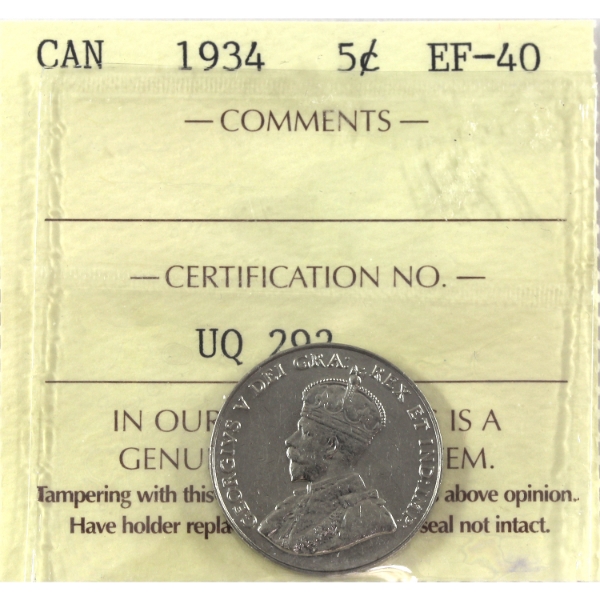 CAN 1934 5¢ EF-40
— COMMENTS —
— CERTIFICATION NO. —
UQ 292
IN OUR S IS A
GENU EM.
Tampering with this above opinion.
Have holder repla seal not intact.
GEORGIVS V DEI GRA: REX ET IND:IMP: